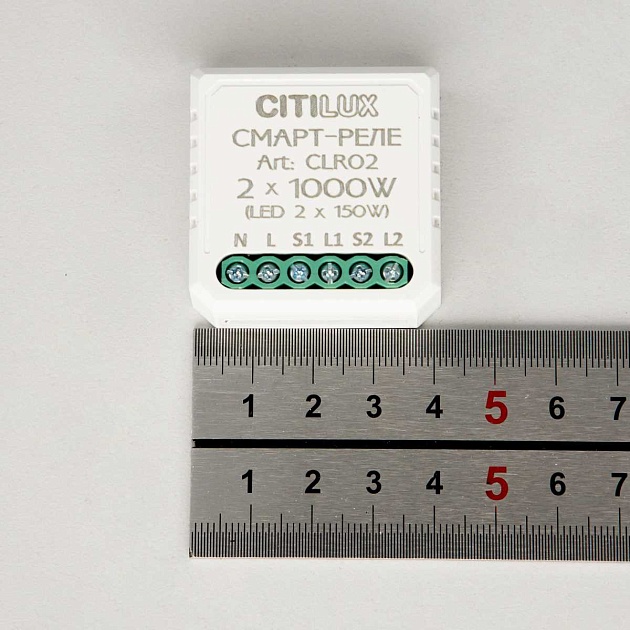 CITILUX
СМАРТ-РЕЛЕ
Art: CLR02
2 x 1000W
(LED 2 x 150W)
N L S1 L1 S2 L2
1 2 3 4 5 6 7
1 2 3 4 5 6 7